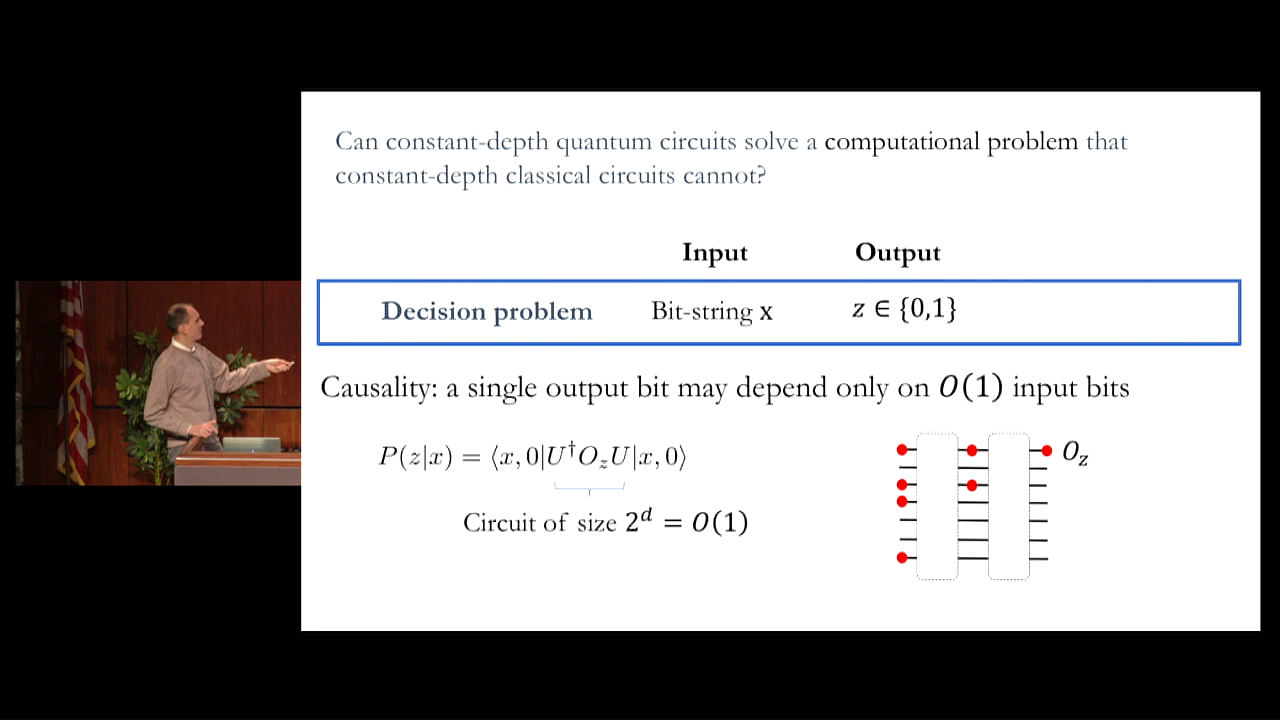 Can constant-depth quantum circuits solve a computational problem that
constant-depth classical circuits cannot?
Input Output
Decision problem Bit-string x z ∈ {0,1}
Causality: a single output bit may depend only on O(1) input bits
P(z|x) = ⟨x, 0|U†O_zU|x, 0⟩
O_z
Circuit of size 2^d = O(1)